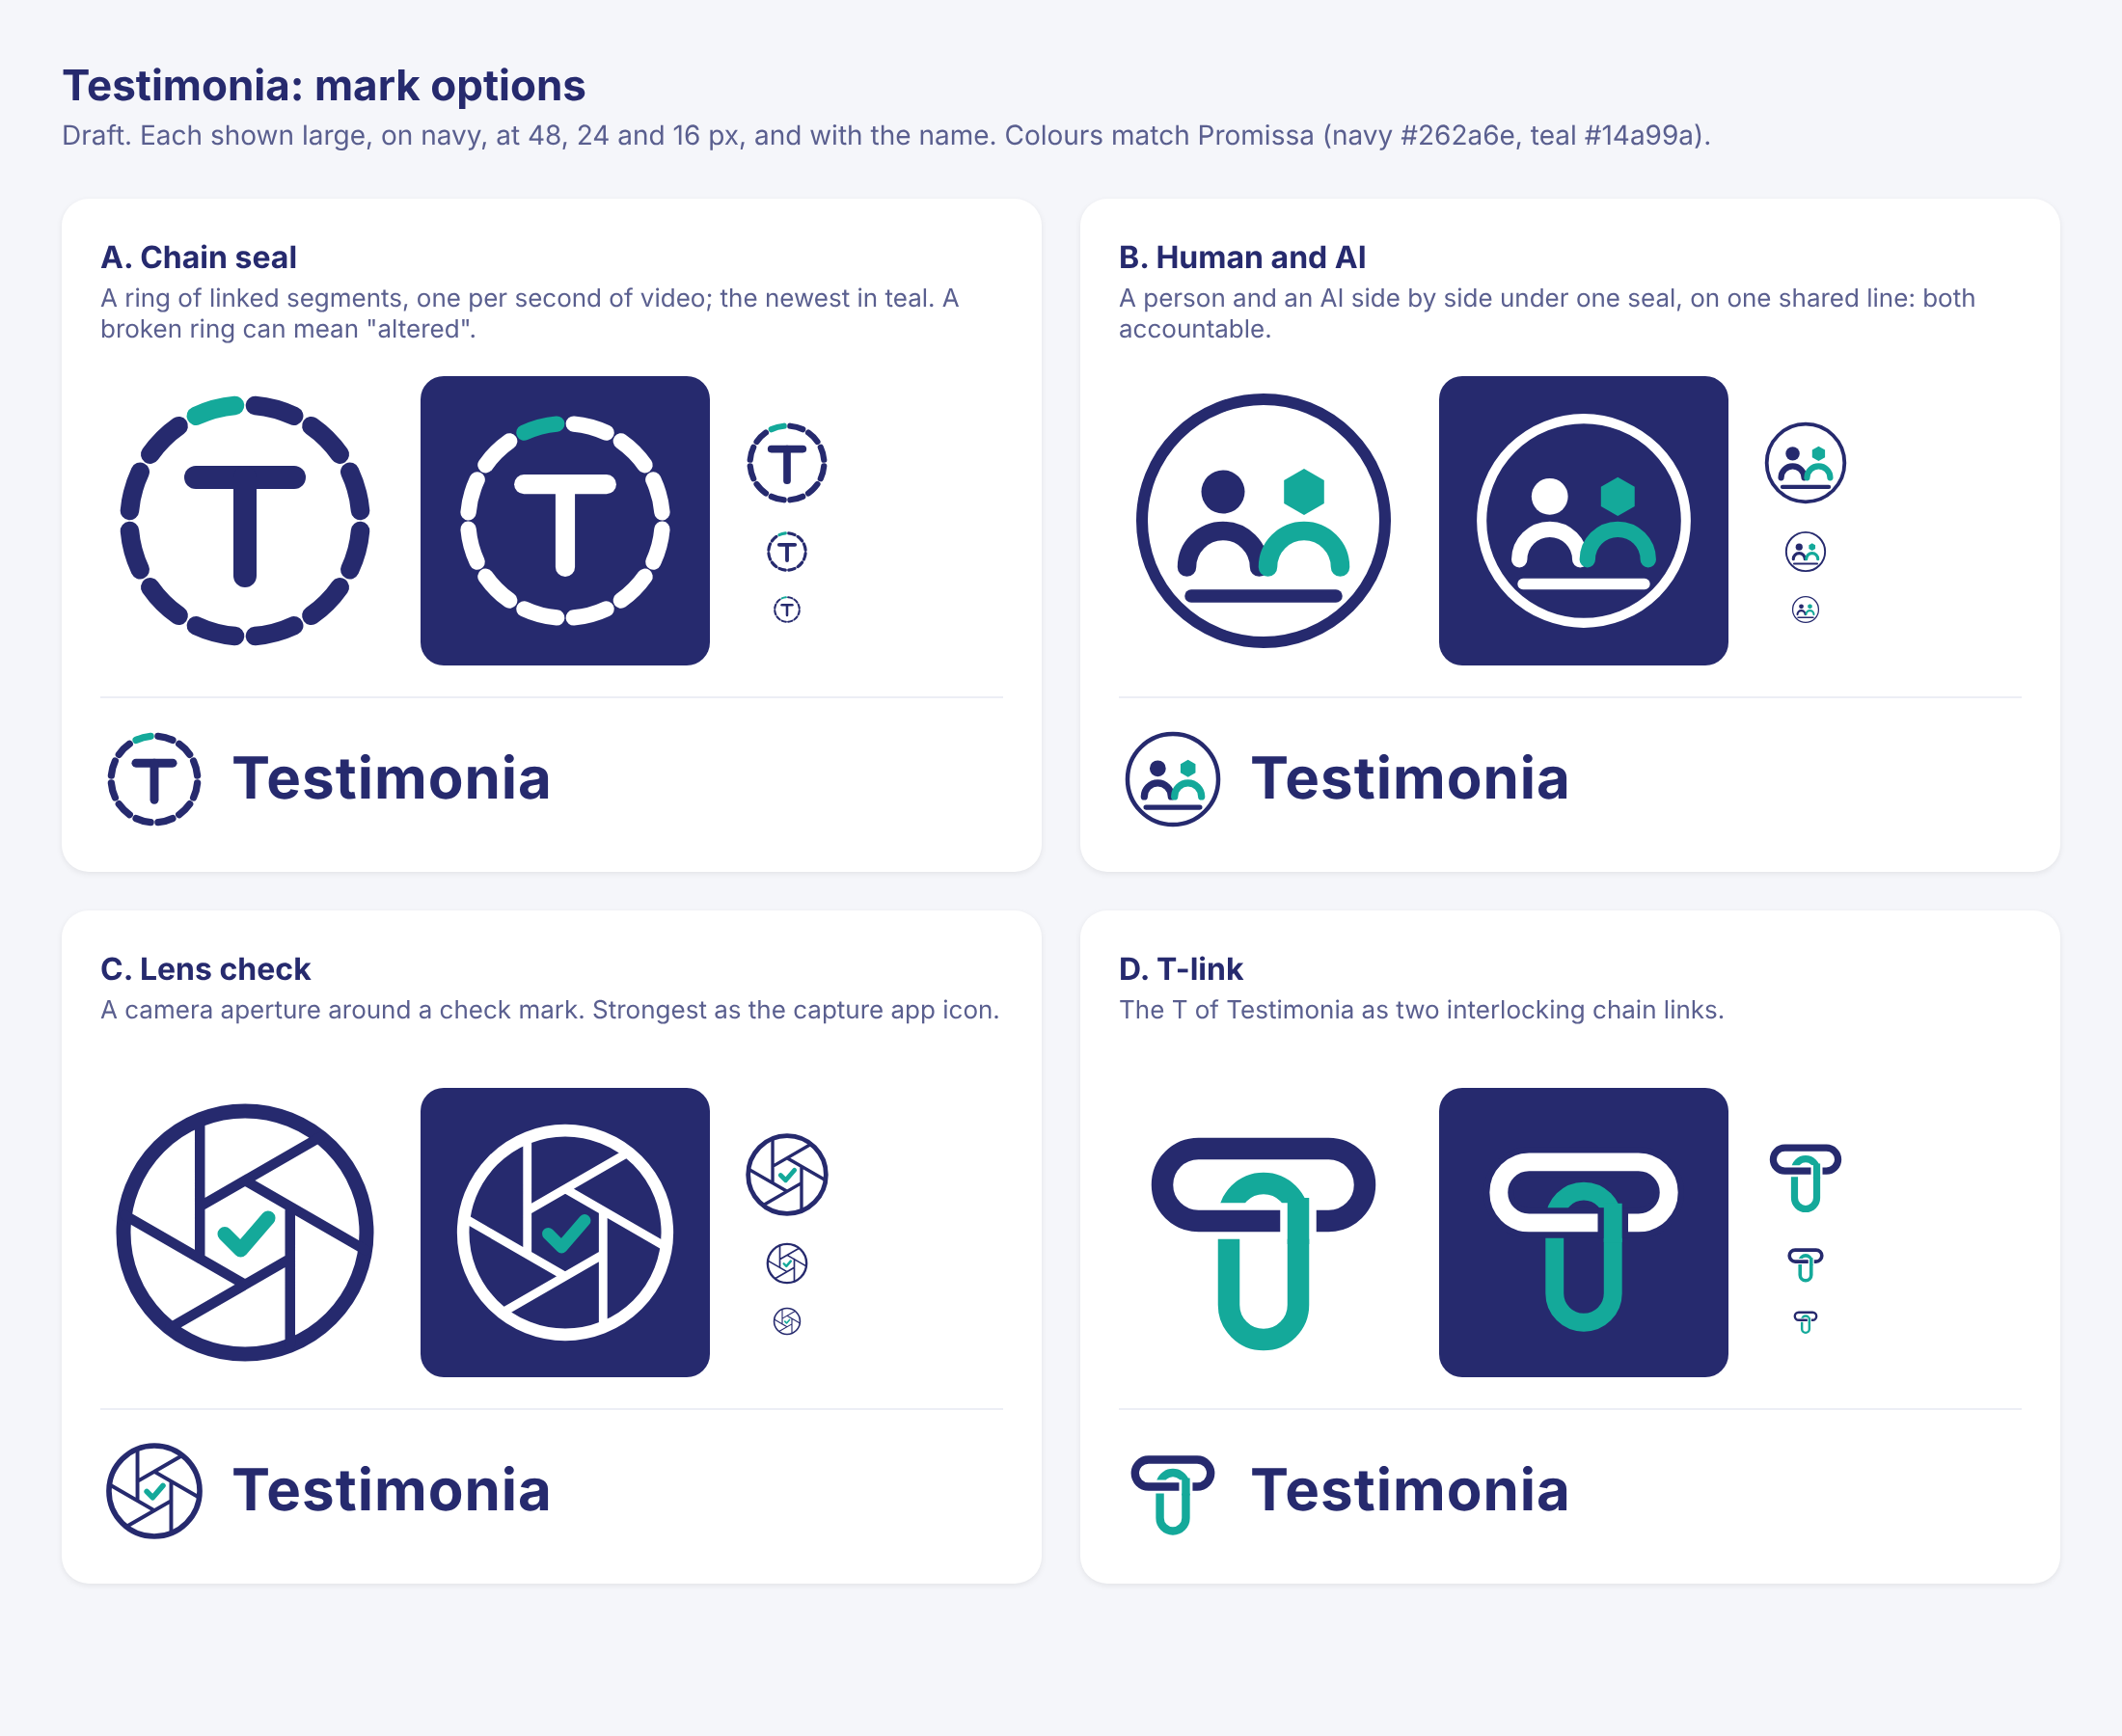 Testimonia: mark options
Draft. Each shown large, on navy, at 48, 24 and 16 px, and with the name. Colours match Promissa (navy #262a6e, teal #14a99a).
A. Chain seal
A ring of linked segments, one per second of video; the newest in teal. A
broken ring can mean "altered".
T
T
T
T
T
T
Testimonia
B. Human and AI
A person and an AI side by side under one seal, on one shared line: both
accountable.
Testimonia
C. Lens check
A camera aperture around a check mark. Strongest as the capture app icon.
Testimonia
D. T-link
The T of Testimonia as two interlocking chain links.
Testimonia